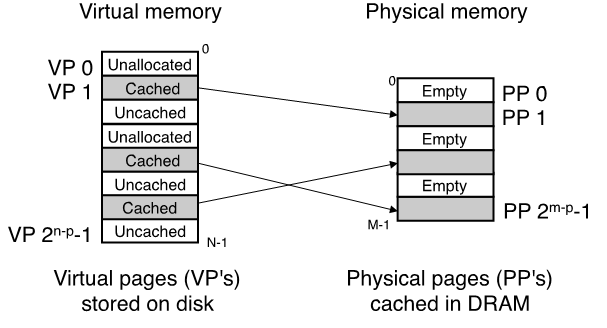 Virtual memory
Physical memory
0
VP 0 Unallocated
VP 1 Cached
Uncached
Unallocated
Cached
Uncached
Cached
VP 2ⁿ⁻ᵖ-1 Uncached
N-1
0
Empty PP 0
PP 1
Empty
Empty
PP 2ᵐ⁻ᵖ-1
M-1
Virtual pages (VP's)
stored on disk
Physical pages (PP's)
cached in DRAM